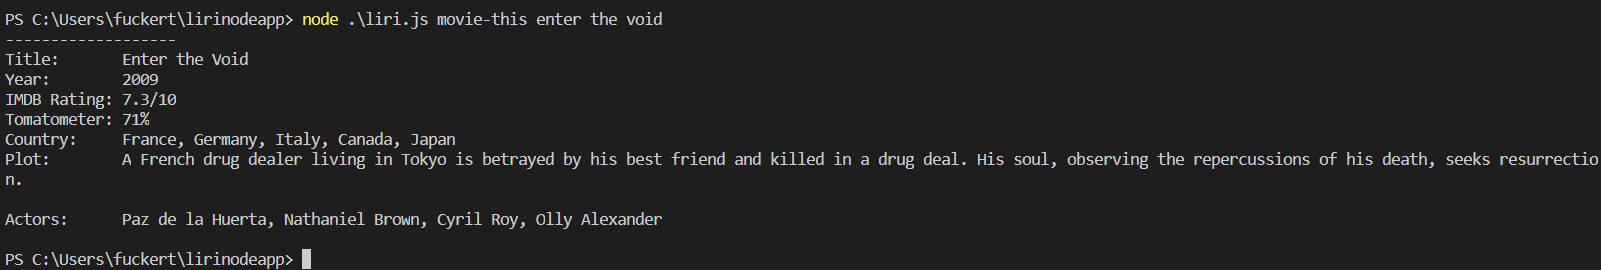 PS C:\Users\fuckert\lirinodeapp> node .\liri.js movie-this enter the void
-------------------
Title:       Enter the Void
Year:        2009
IMDB Rating: 7.3/10
Tomatometer: 71%
Country:     France, Germany, Italy, Canada, Japan
Plot:        A French drug dealer living in Tokyo is betrayed by his best friend and killed in a drug deal. His soul, observing the repercussions of his death, seeks resurrectio
n.
Actors:      Paz de la Huerta, Nathaniel Brown, Cyril Roy, Olly Alexander
PS C:\Users\fuckert\lirinodeapp>